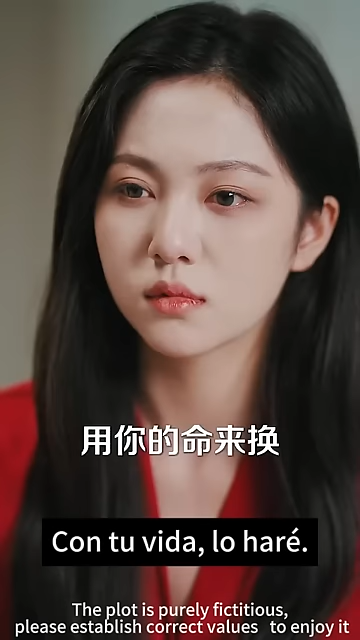 用你的命来换
Con tu vida, lo haré.
The plot is purely fictitious,
please establish correct values to enjoy it